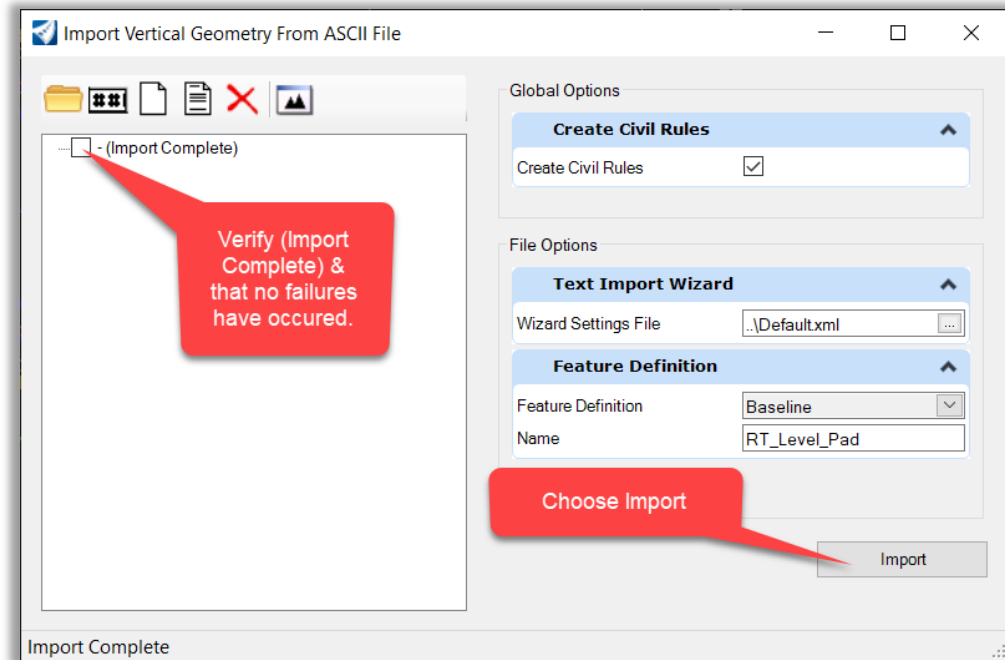 Import Vertical Geometry From ASCII File
##
- (Import Complete)
Verify (Import
Complete) &
that no failures
have occured.
Global Options
Create Civil Rules
Create Civil Rules
File Options
Text Import Wizard
Wizard Settings File ..\Default.xml ...
Feature Definition
Feature Definition Baseline
Name RT_Level_Pad
Choose Import
Import
Import Complete